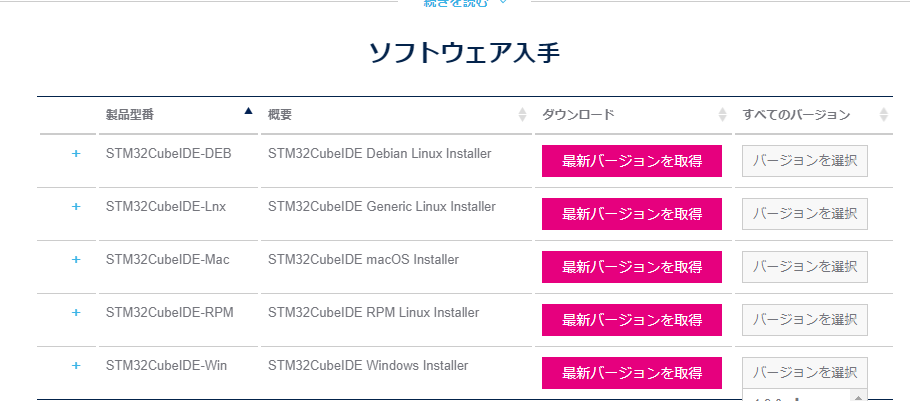 続きを読む
ソフトウェア入手
製品型番 概要 ダウンロード すべてのバージョン
+ STM32CubeIDE-DEB STM32CubeIDE Debian Linux Installer 最新バージョンを取得 バージョンを選択
+ STM32CubeIDE-Lnx STM32CubeIDE Generic Linux Installer 最新バージョンを取得 バージョンを選択
+ STM32CubeIDE-Mac STM32CubeIDE macOS Installer 最新バージョンを取得 バージョンを選択
+ STM32CubeIDE-RPM STM32CubeIDE RPM Linux Installer 最新バージョンを取得 バージョンを選択
+ STM32CubeIDE-Win STM32CubeIDE Windows Installer 最新バージョンを取得 バージョンを選択